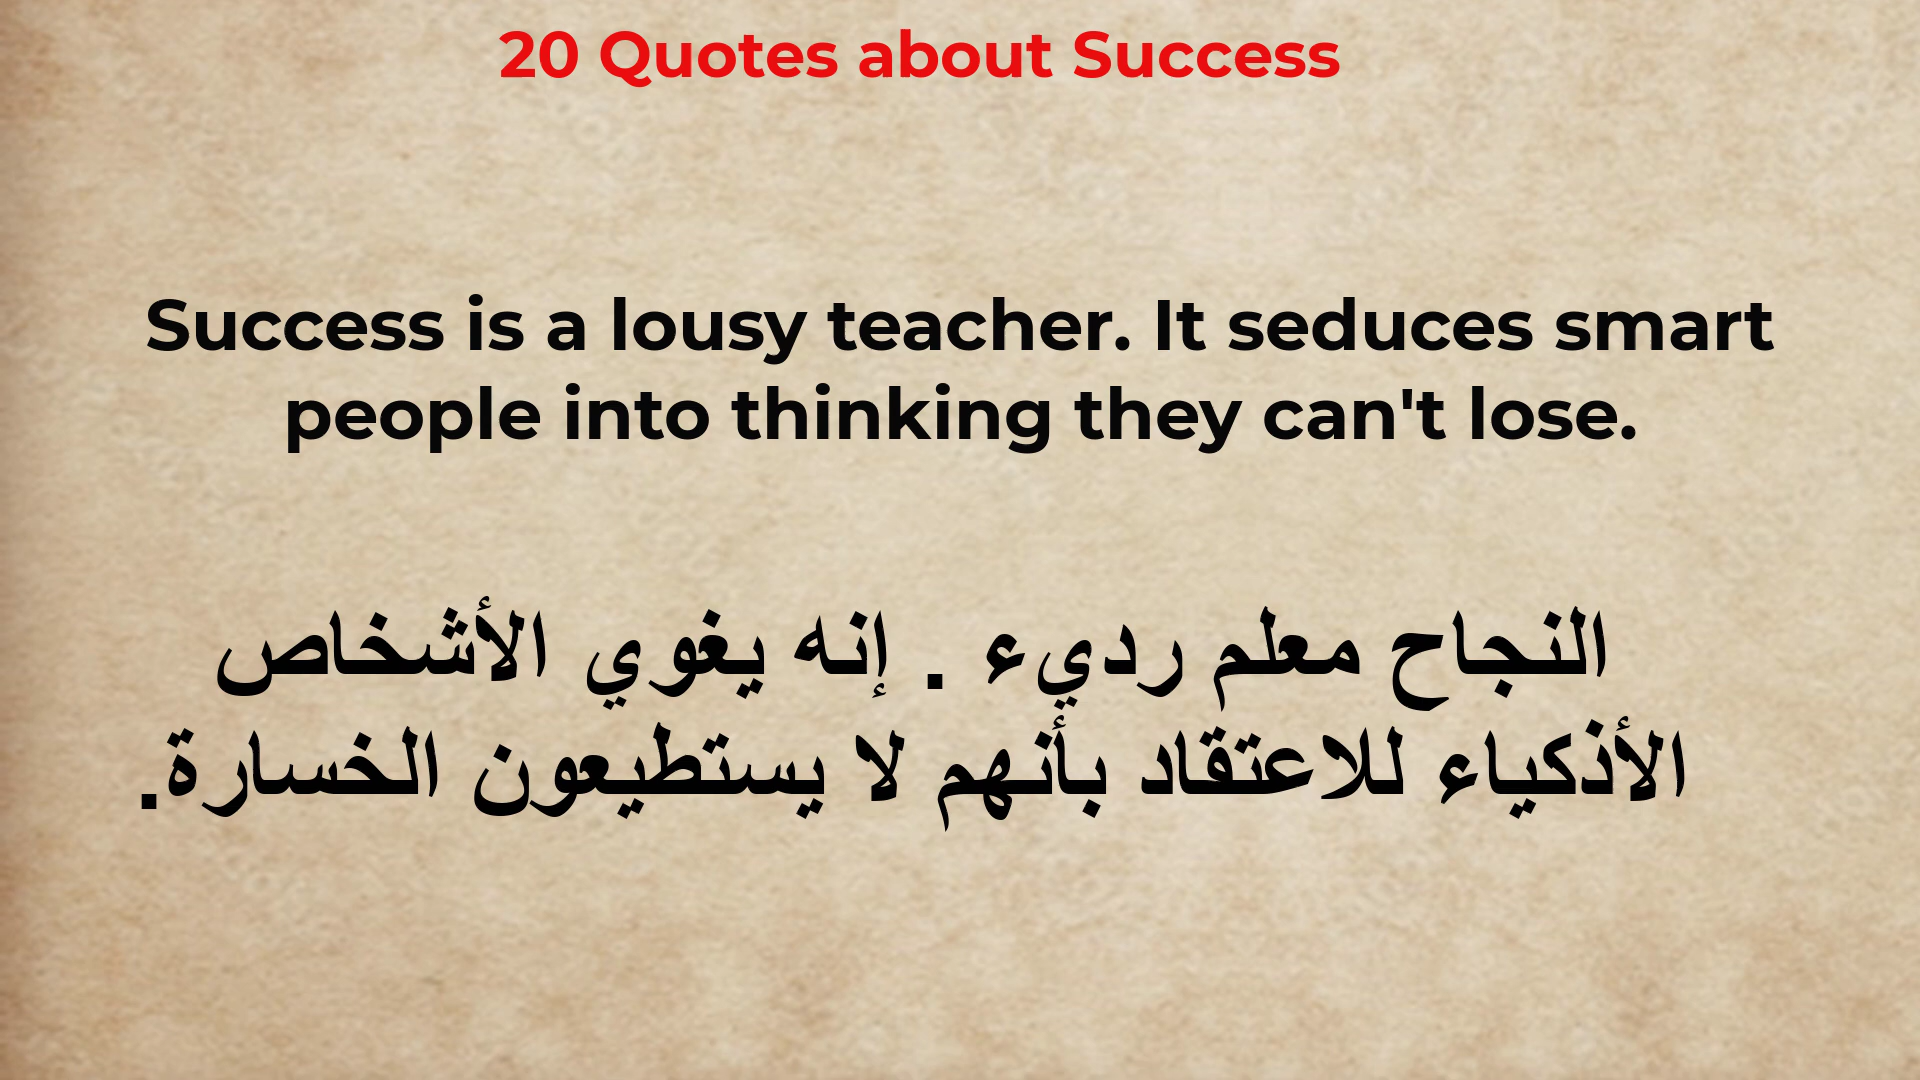 20 Quotes about Success
Success is a lousy teacher. It seduces smart
people into thinking they can't lose.
النجاح معلم رديء . إنه يغوي الأشخاص
الأذكياء للاعتقاد بأنهم لا يستطيعون الخسارة.